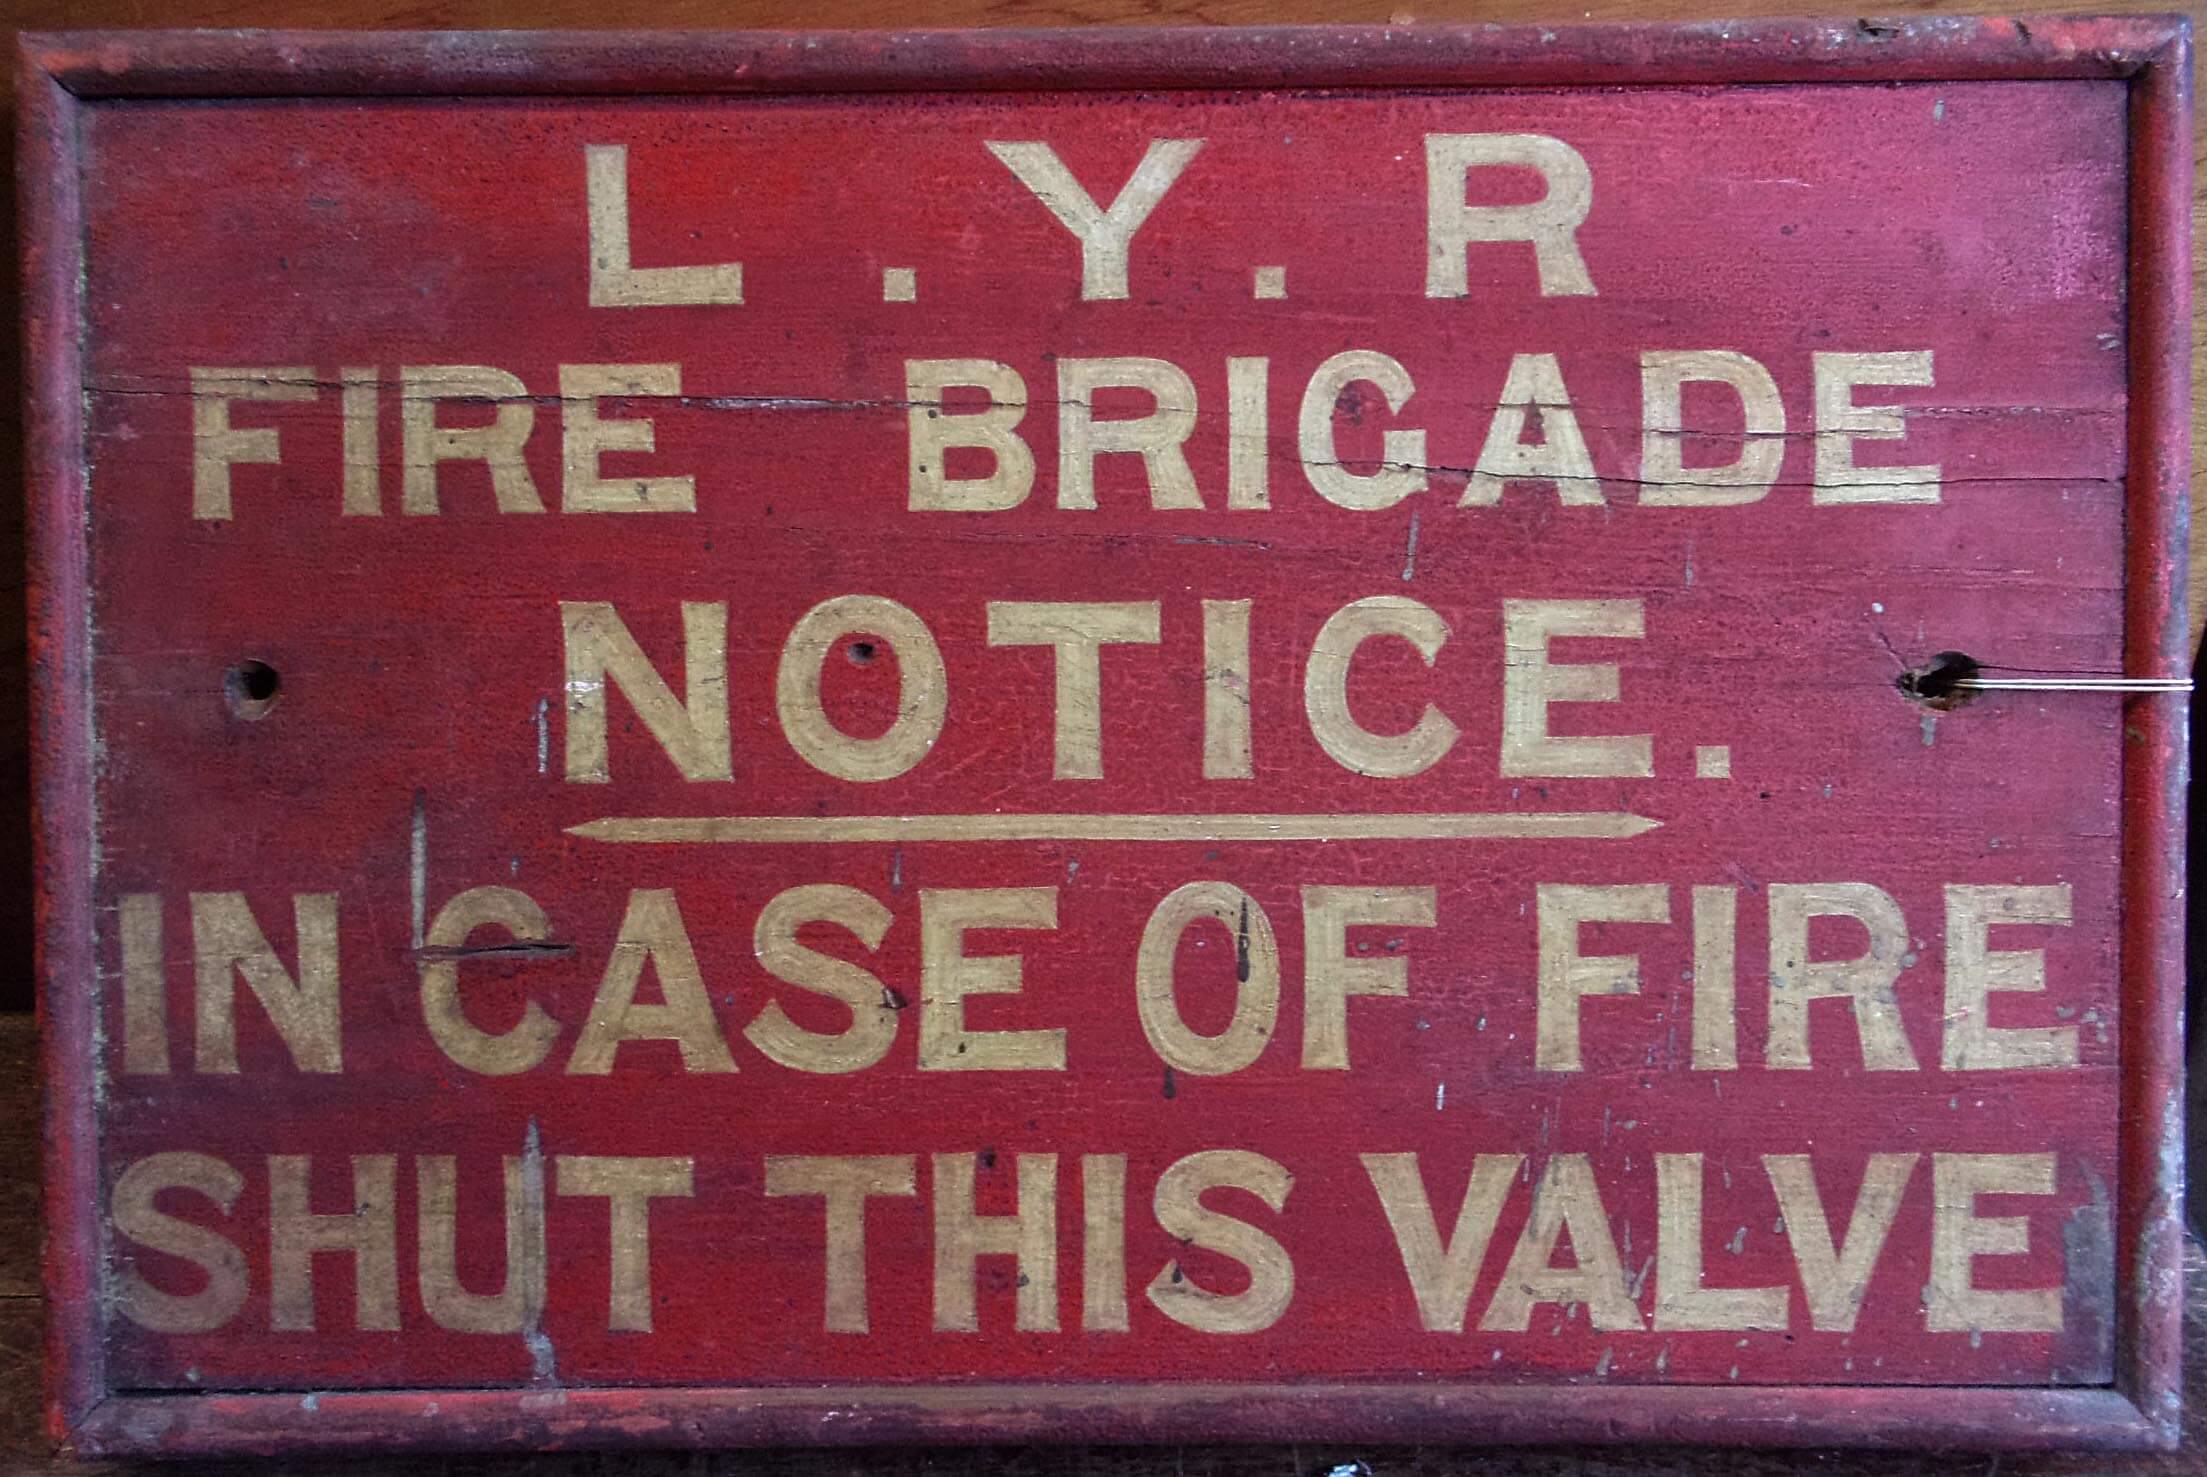 L.Y.R
FIRE BRIGADE
NOTICE.
IN CASE OF FIRE
SHUT THIS VALVE